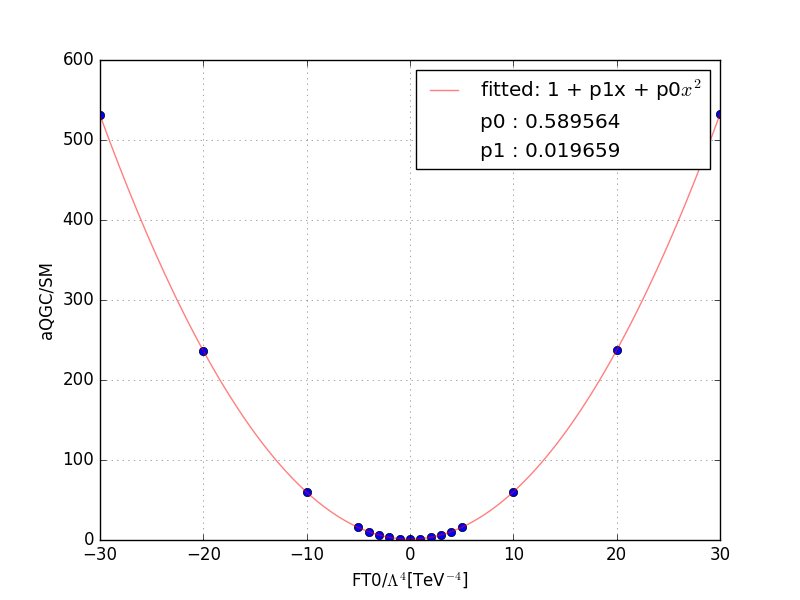 600
500
400
300
200
100
0
aQGC/SM
fitted: 1 + p1x + p0x²
p0 : 0.589564
p1 : 0.019659
−30 −20 −10 0 10 20 30
FT0/Λ⁴[TeV⁻⁴]